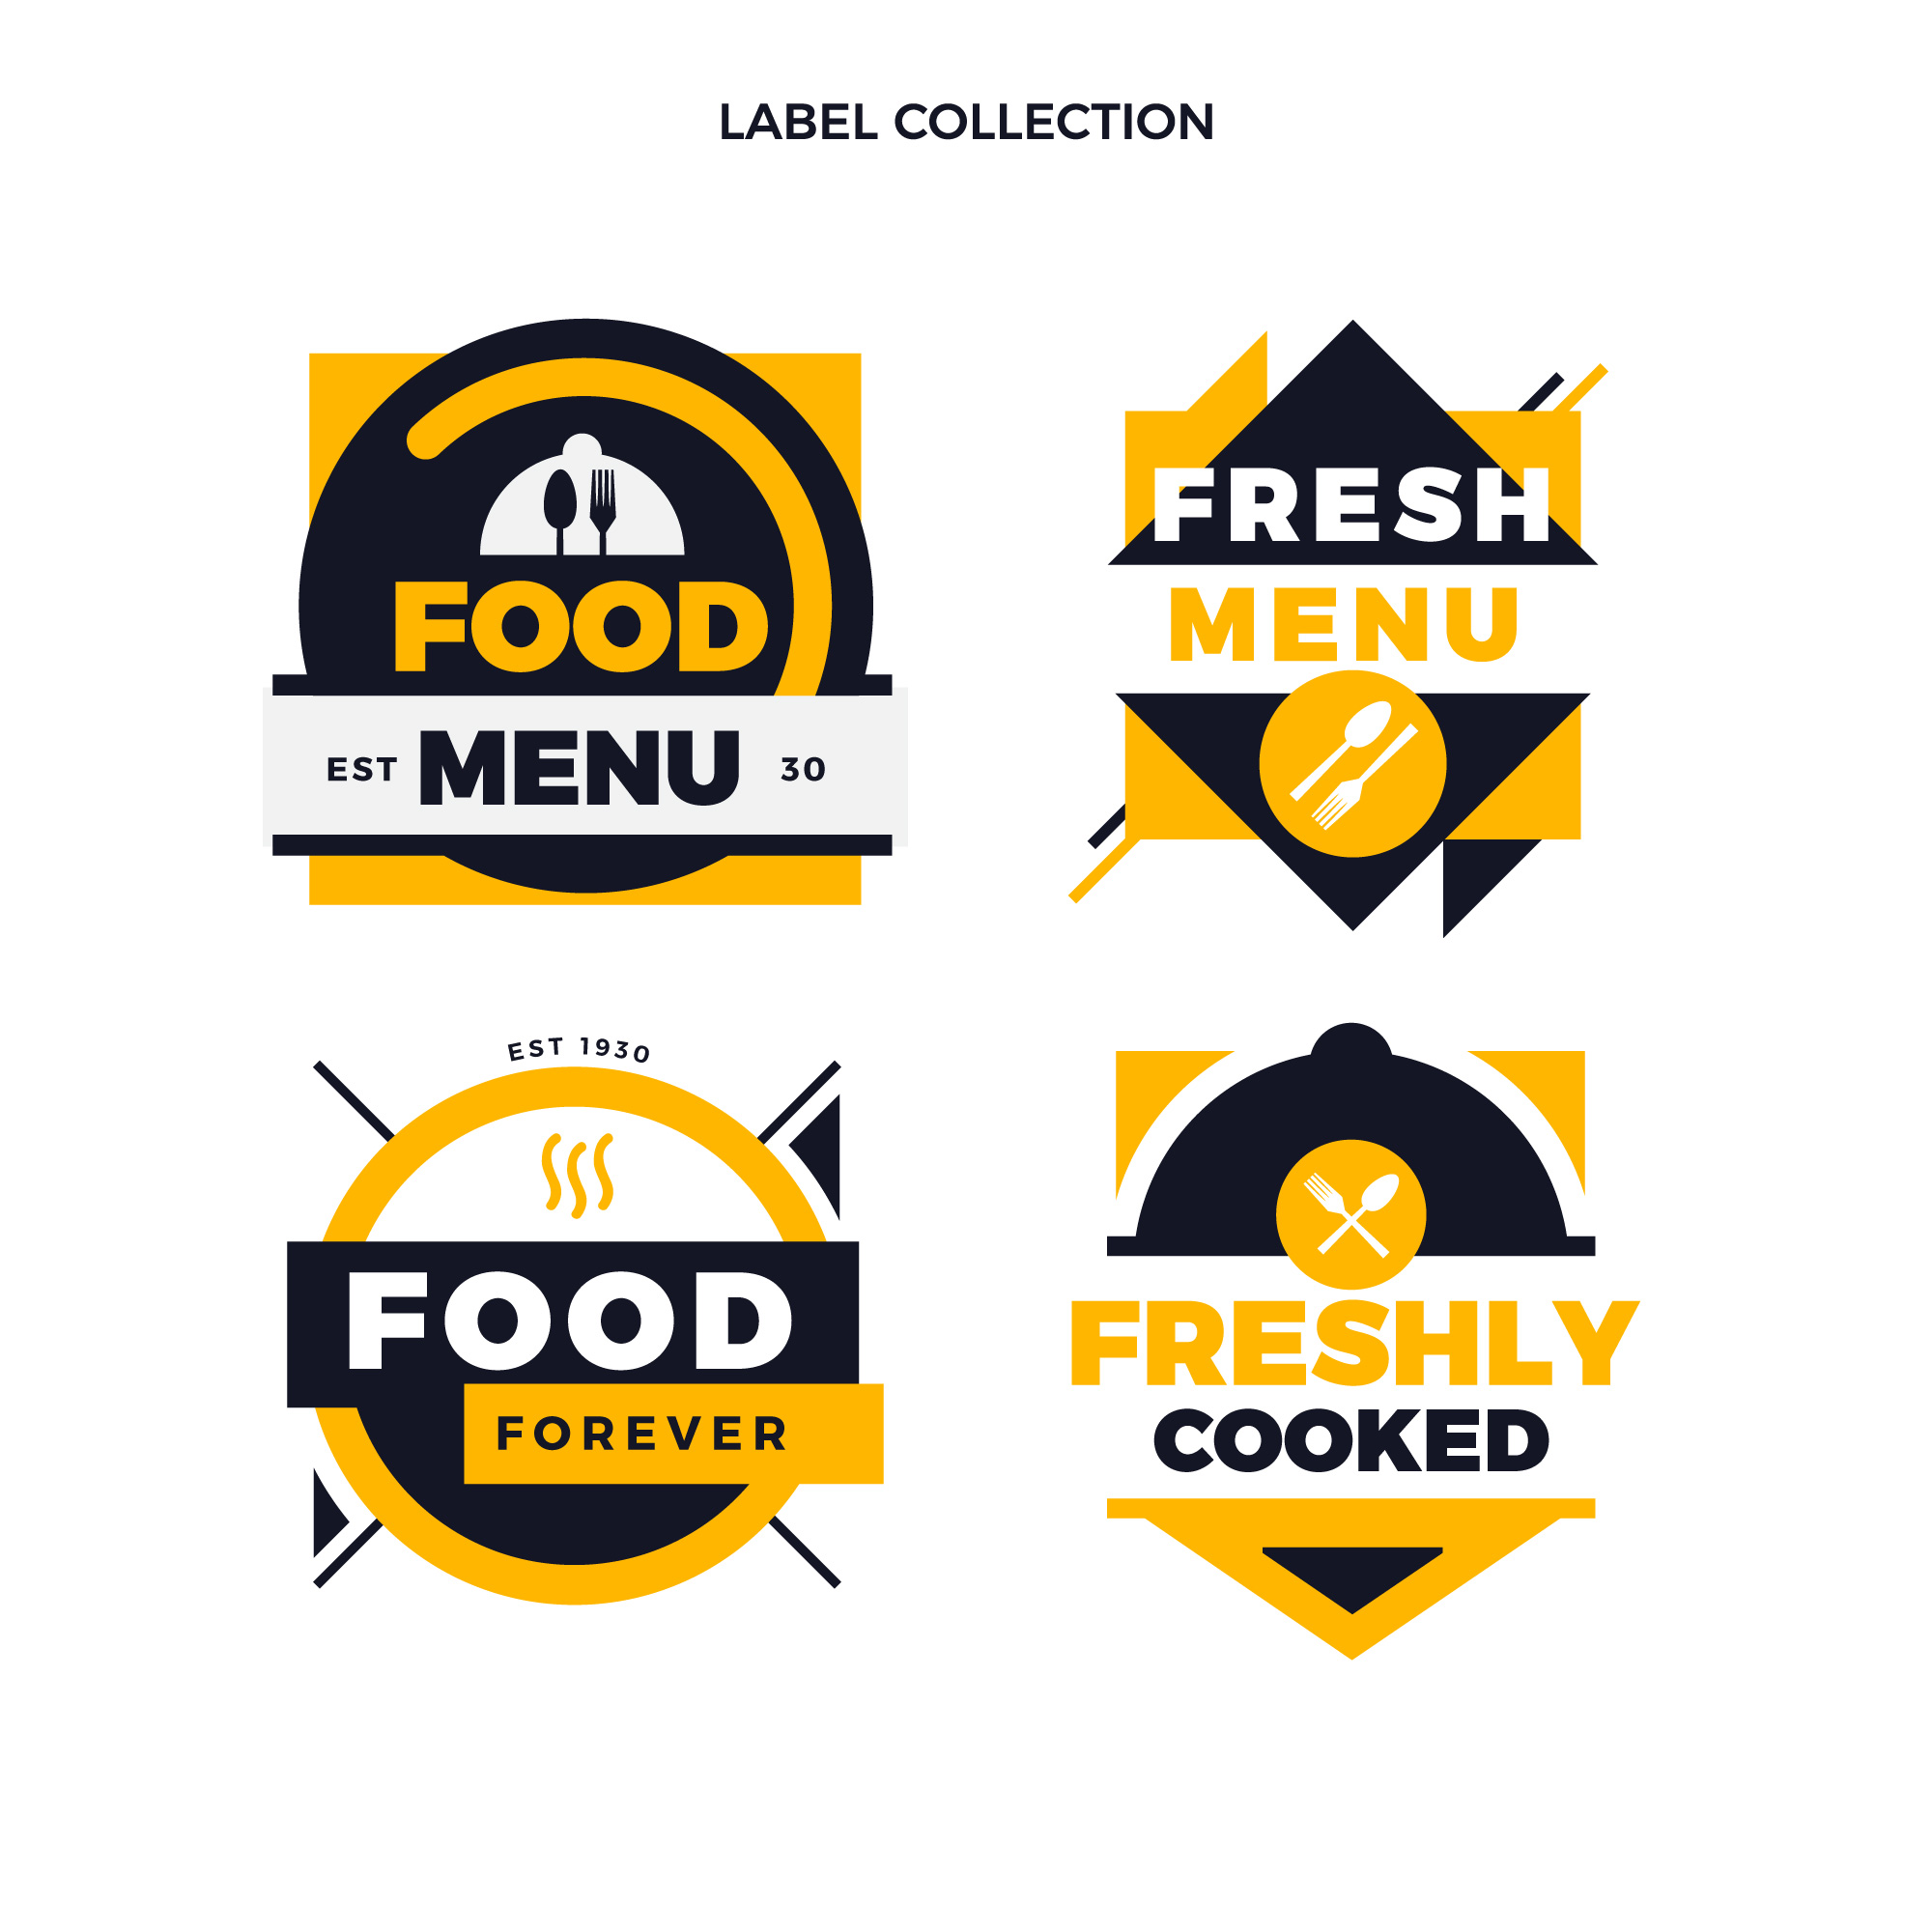 LABEL COLLECTION
FOOD
EST MENU 30
FRESH
MENU
EST 1930
FOOD
FOREVER
FRESHLY
COOKED